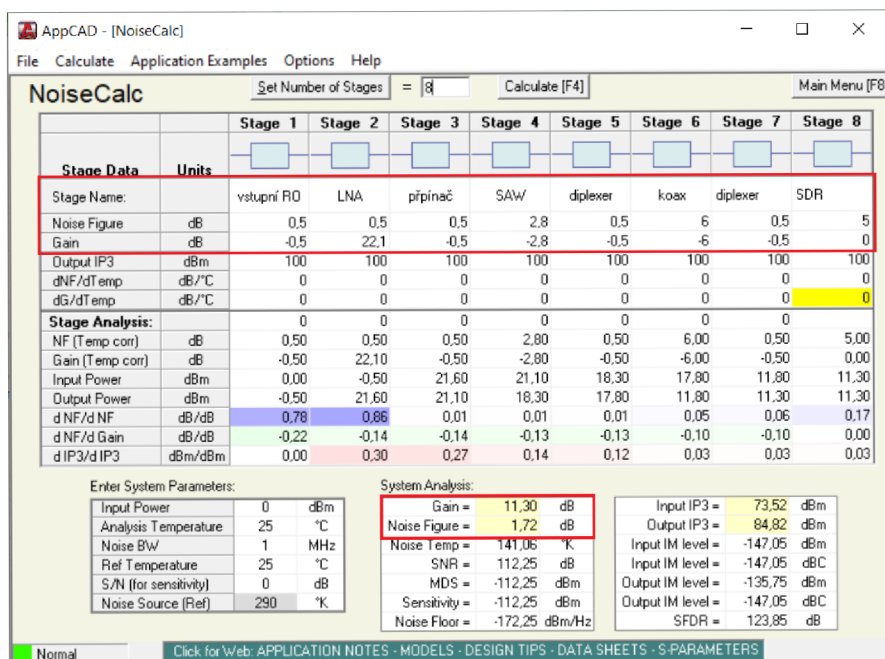 AppCAD - [NoiseCalc]
File Calculate Application Examples Options Help
NoiseCalc Set Number of Stages = 8 Calculate [F4] Main Menu [F8
Stage 1 Stage 2 Stage 3 Stage 4 Stage 5 Stage 6 Stage 7 Stage 8
Stage Data Units
Stage Name: vstupní RO LNA přpínač SAW diplexer koax diplexer SDR
Noise Figure dB 0,5 0,5 0,5 2,8 0,5 6 0,5 5
Gain dB -0,5 22,1 -0,5 -2,8 -0,5 -6 -0,5 0
Output IP3 dBm 100 100 100 100 100 100 100 100
dNF/dTemp dB/°C 0 0 0 0 0 0 0 0
dG/dTemp dB/°C 0 0 0 0 0 0 0 0
Stage Analysis: 0 0 0 0 0 0 0
NF (Temp corr) dB 0,50 0,50 0,50 2,80 0,50 6,00 0,50 5,00
Gain (Temp corr) dB -0,50 22,10 -0,50 -2,80 -0,50 -6,00 -0,50 0,00
Input Power dBm 0,00 -0,50 21,60 21,10 18,30 17,80 11,80 11,30
Output Power dBm -0,50 21,60 21,10 18,30 17,80 11,80 11,30 11,30
d NF/d NF dB/dB 0,78 0,86 0,01 0,01 0,01 0,05 0,06 0,17
d NF/d Gain dB/dB -0,22 -0,14 -0,14 -0,13 -0,13 -0,10 -0,10 0,00
d IP3/d IP3 dBm/dBm 0,00 0,30 0,27 0,14 0,12 0,03 0,03 0,03
Enter System Parameters:
Input Power 0 dBm
Analysis Temperature 25 °C
Noise BW 1 MHz
Ref Temperature 25 °C
S/N (for sensitivity) 0 dB
Noise Source (Ref) 290 °K
System Analysis:
Gain = 11,30 dB
Noise Figure = 1,72 dB
Noise Temp = 141,06 °K
SNR = 112,25 dB
MDS = -112,25 dBm
Sensitivity = -112,25 dBm
Noise Floor = -172,25 dBm/Hz
Input IP3 = 73,52 dBm
Output IP3 = 84,82 dBm
Input IM level = -147,05 dBm
Input IM level = -147,05 dBC
Output IM level = -135,75 dBm
Output IM level = -147,05 dBC
SFDR = 123,85 dB
Normal Click for Web: APPLICATION NOTES - MODELS - DESIGN TIPS - DATA SHEETS - S-PARAMETERS